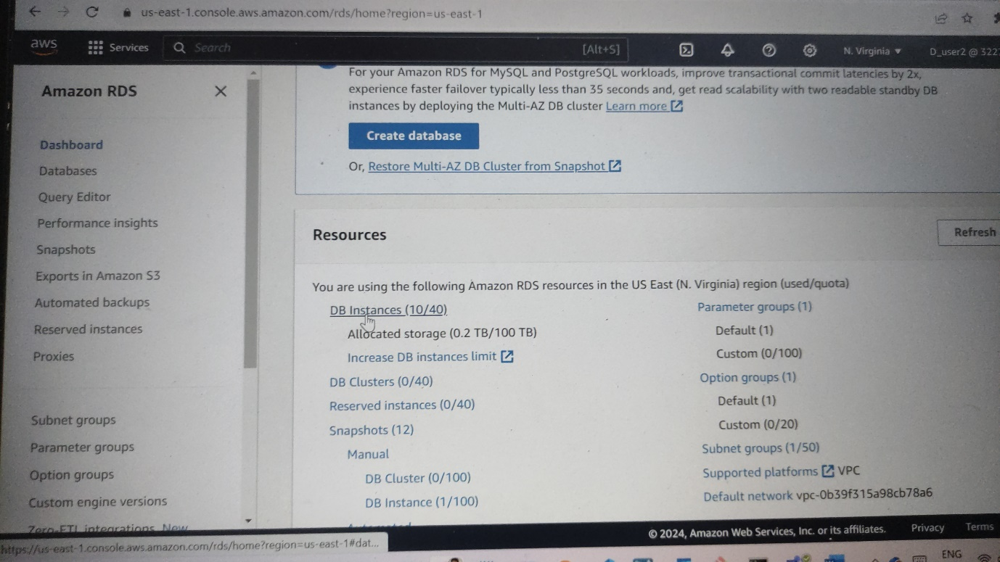 us-east-1.console.aws.amazon.com/rds/home?region=us-east-1
aws
Services
Search
[Alt+S]
N. Virginia
D_user2 @ 322
Amazon RDS
Dashboard
Databases
Query Editor
Performance insights
Snapshots
Exports in Amazon S3
Automated backups
Reserved instances
Proxies
Subnet groups
Parameter groups
Option groups
Custom engine versions
Zero-ETL integrations New
For your Amazon RDS for MySQL and PostgreSQL workloads, improve transactional commit latencies by 2x,
experience faster failover typically less than 35 seconds and, get read scalability with two readable standby DB
instances by deploying the Multi-AZ DB cluster Learn more
Create database
Or, Restore Multi-AZ DB Cluster from Snapshot
Resources
Refresh
You are using the following Amazon RDS resources in the US East (N. Virginia) region (used/quota)
DB Instances (10/40)
Allocated storage (0.2 TB/100 TB)
Increase DB instances limit
DB Clusters (0/40)
Reserved instances (0/40)
Snapshots (12)
Manual
DB Cluster (0/100)
DB Instance (1/100)
Parameter groups (1)
Default (1)
Custom (0/100)
Option groups (1)
Default (1)
Custom (0/20)
Subnet groups (1/50)
Supported platforms VPC
Default network vpc-0b39f315a98cb78a6
https://us-east-1.console.aws.amazon.com/rds/home?region=us-east-1#dat...
© 2024, Amazon Web Services, Inc. or its affiliates.
Privacy
Terms
ENG